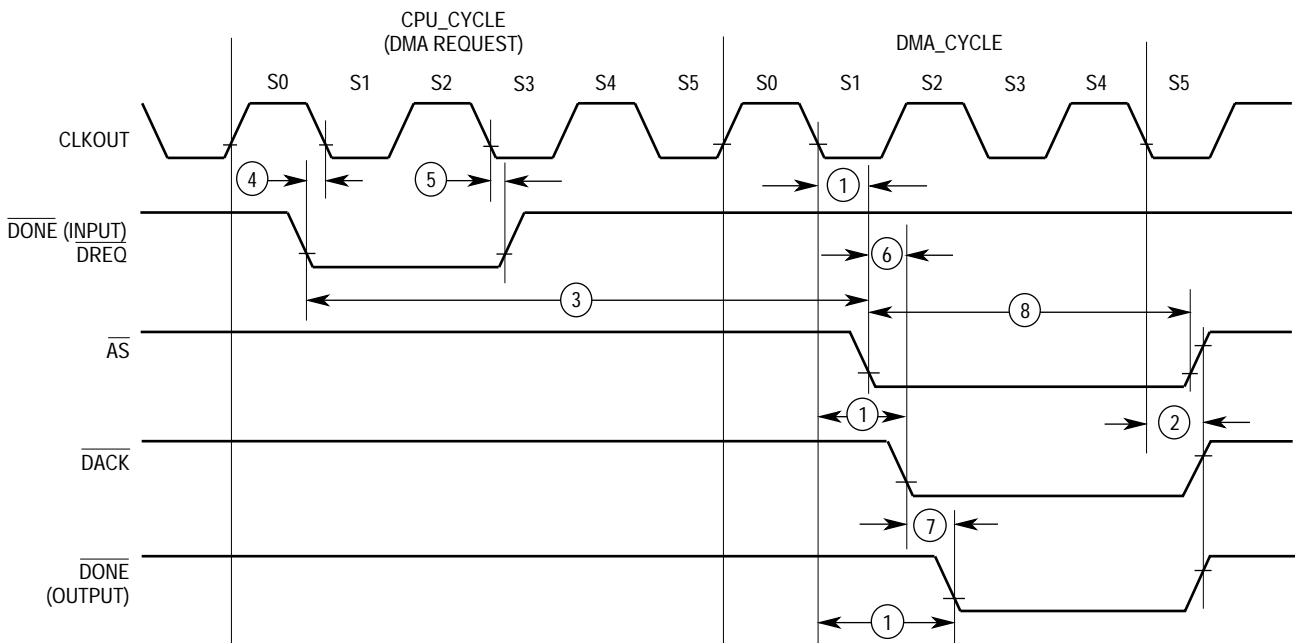 CPU_CYCLE
(DMA REQUEST)
DMA_CYCLE
S0 S1 S2 S3 S4 S5 S0 S1 S2 S3 S4 S5
CLKOUT
4 5 1
DONE (INPUT)
DREQ
6
3 8
AS
1 2
DACK
7
DONE
(OUTPUT)
1